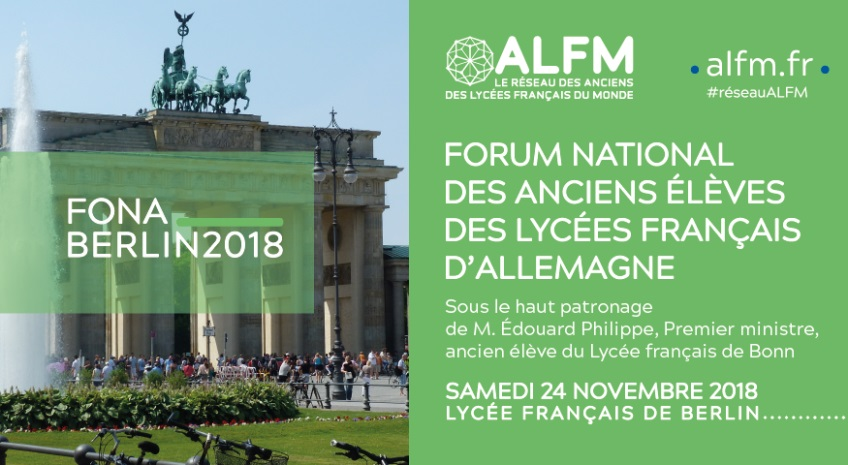 FONA
BERLIN2018
ALFM
LE RÉSEAU DES ANCIENS
DES LYCÉES FRANÇAIS DU MONDE
alfm.fr
#réseauALFM
FORUM NATIONAL
DES ANCIENS ÉLÈVES
DES LYCÉES FRANÇAIS
D'ALLEMAGNE
Sous le haut patronage
de M. Édouard Philippe, Premier ministre,
ancien élève du Lycée français de Bonn
SAMEDI 24 NOVEMBRE 2018
LYCÉE FRANÇAIS DE BERLIN............